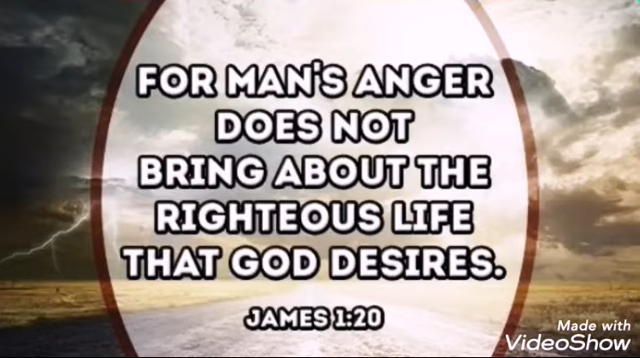 FOR MAN'S ANGER
DOES NOT
BRING ABOUT THE
RIGHTEOUS LIFE
THAT GOD DESIRES.
JAMES 1:20
Made with
VideoShow